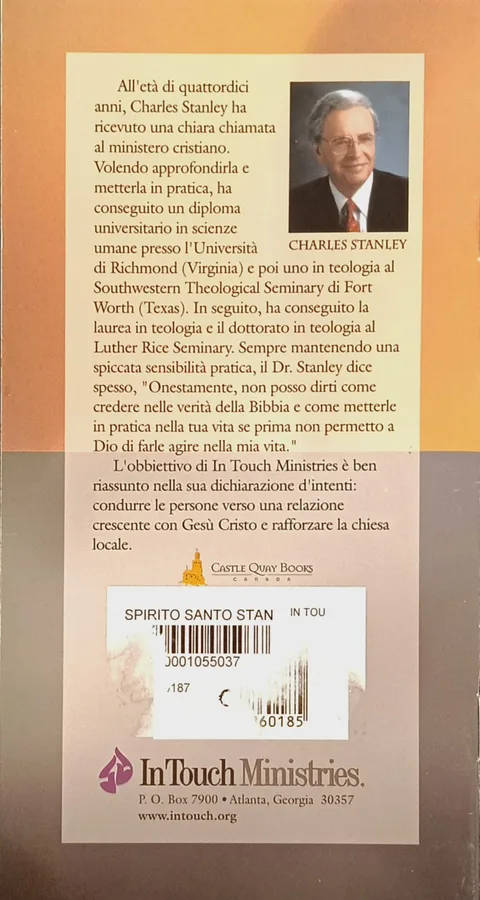 All'età di quattordici
anni, Charles Stanley ha
ricevuto una chiara chiamata
al ministero cristiano.
Volendo approfondirla e
metterla in pratica, ha
conseguito un diploma
universitario in scienze
umane presso l'Università
CHARLES STANLEY
di Richmond (Virginia) e poi uno in teologia al
Southwestern Theological Seminary di Fort
Worth (Texas). In seguito, ha conseguito la
laurea in teologia e il dottorato in teologia al
Luther Rice Seminary. Sempre mantenendo una
spiccata sensibilità pratica, il Dr. Stanley dice
spesso, "Onestamente, non posso dirti come
credere nelle verità della Bibbia e come metterle
in pratica nella tua vita se prima non permetto a
Dio di farle agire nella mia vita."
L'obbiettivo di In Touch Ministries è ben
riassunto nella sua dichiarazione d'intenti:
condurre le persone verso una relazione
crescente con Gesù Cristo e rafforzare la chiesa
locale.
CASTLE QUAY BOOKS
canada
SPIRITO SANTO STAN IN TOU
0001055037
/187 €
60185
In Touch Ministries.
P. O. Box 7900 • Atlanta, Georgia 30357
www.intouch.org